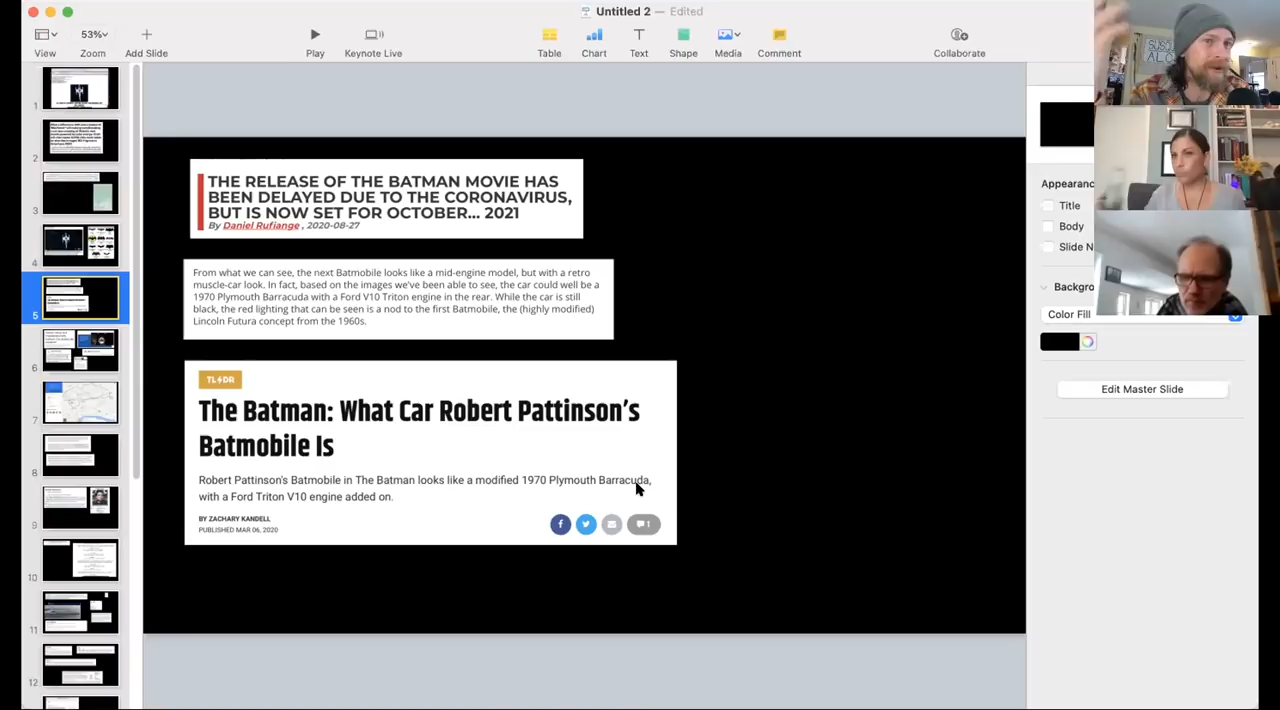 Untitled 2 — Edited
53%
View
Zoom
Add Slide
Play
Keynote Live
Table
Chart
Text
Shape
Media
Comment
Collaborate
1
2
3
4
5
6
7
8
9
10
11
12
THE RELEASE OF THE BATMAN MOVIE HAS
BEEN DELAYED DUE TO THE CORONAVIRUS,
BUT IS NOW SET FOR OCTOBER... 2021
By Daniel Rufiange , 2020-08-27
From what we can see, the next Batmobile looks like a mid-engine model, but with a retro
muscle-car look. In fact, based on the images we've been able to see, the car could well be a
1970 Plymouth Barracuda with a Ford V10 Triton engine in the rear. While the car is still
black, the red lighting that can be seen is a nod to the first Batmobile, the (highly modified)
Lincoln Futura concept from the 1960s.
TL⚡DR
The Batman: What Car Robert Pattinson's
Batmobile Is
Robert Pattinson's Batmobile in The Batman looks like a modified 1970 Plymouth Barracuda,
with a Ford Triton V10 engine added on.
BY ZACHARY KANDELL
PUBLISHED MAR 06, 2020
1
Appearance
Title
Body
Slide N
Backgro
Color Fill
Edit Master Slide